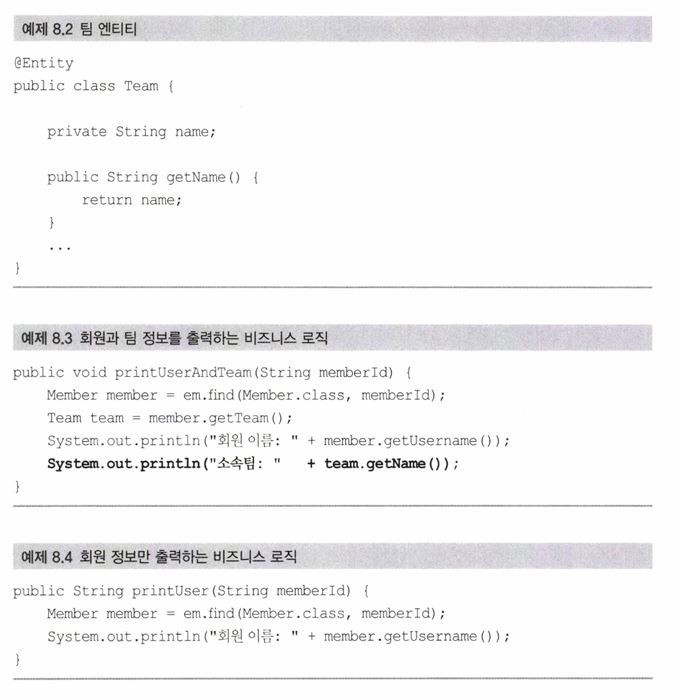 예제 8.2 팀 엔티티
@Entity
public class Team {
private String name;
public String getName() {
return name;
}
...
}
예제 8.3 회원과 팀 정보를 출력하는 비즈니스 로직
public void printUserAndTeam(String memberId) {
Member member = em.find(Member.class, memberId);
Team team = member.getTeam();
System.out.println("회원 이름: " + member.getUsername());
System.out.println("소속팀: " + team.getName());
}
예제 8.4 회원 정보만 출력하는 비즈니스 로직
public String printUser(String memberId) {
Member member = em.find(Member.class, memberId);
System.out.println("회원 이름: " + member.getUsername());
}